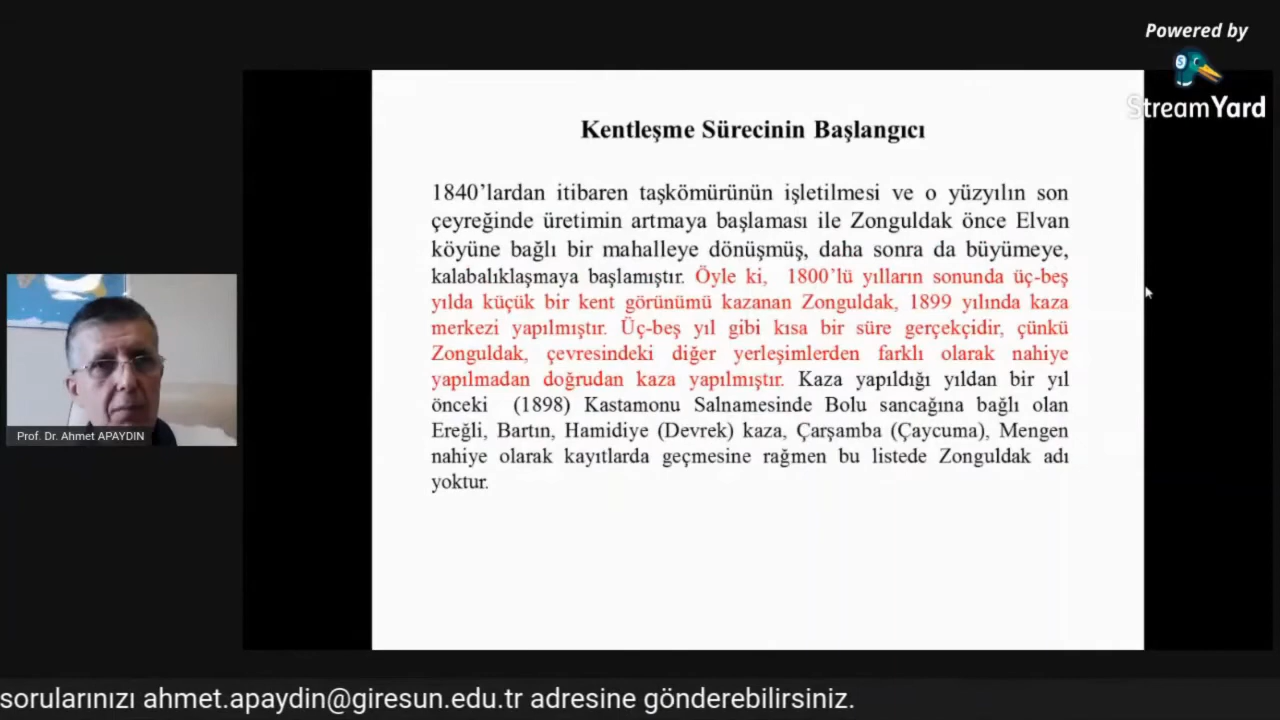 Powered by
StreamYard
Kentleşme Sürecinin Başlangıcı
1840’lardan itibaren taşkömürünün işletilmesi ve o yüzyılın son
çeyreğinde üretimin artmaya başlaması ile Zonguldak önce Elvan
köyüne bağlı bir mahalleye dönüşmüş, daha sonra da büyümeye,
kalabalıklaşmaya başlamıştır. Öyle ki, 1800’lü yılların sonunda üç-beş
yılda küçük bir kent görünümü kazanan Zonguldak, 1899 yılında kaza
merkezi yapılmıştır. Üç-beş yıl gibi kısa bir süre gerçekçidir, çünkü
Zonguldak, çevresindeki diğer yerleşimlerden farklı olarak nahiye
yapılmadan doğrudan kaza yapılmıştır. Kaza yapıldığı yıldan bir yıl
önceki (1898) Kastamonu Salnamesinde Bolu sancağına bağlı olan
Ereğli, Bartın, Hamidiye (Devrek) kaza, Çarşamba (Çaycuma), Mengen
nahiye olarak kayıtlarda geçmesine rağmen bu listede Zonguldak adı
yoktur.
Prof. Dr. Ahmet APAYDIN
sorularınızı ahmet.apaydin@giresun.edu.tr adresine gönderebilirsiniz.